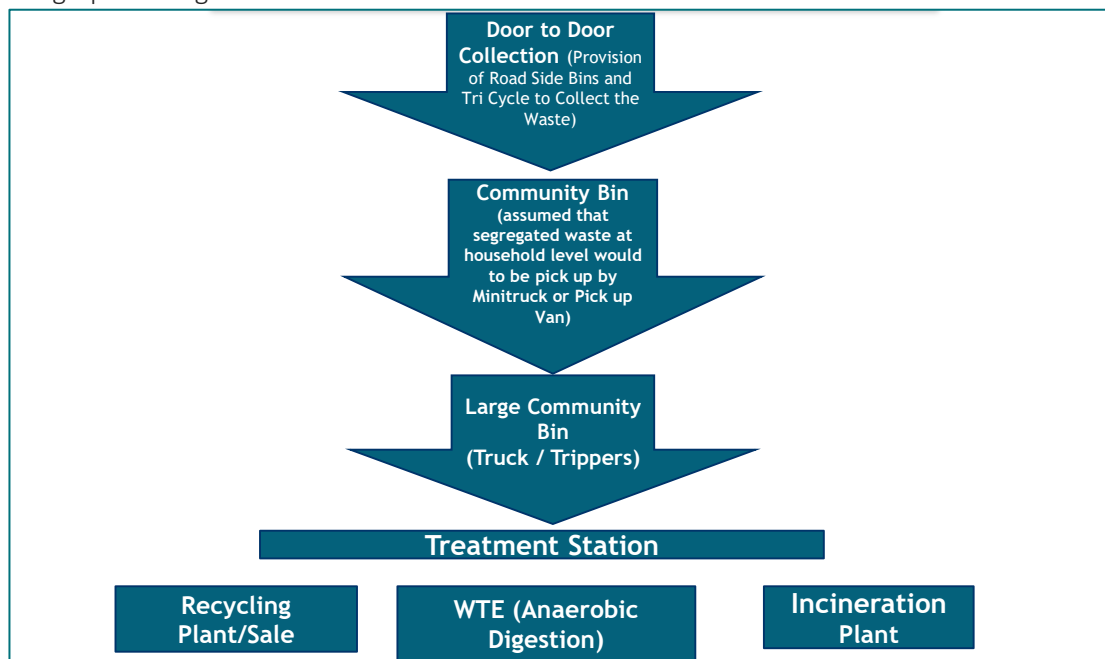 Door to Door
Collection (Provision
of Road Side Bins and
Tri Cycle to Collect the
Waste)
Community Bin
(assumed that
segregated waste at
household level would
to be pick up by
Minitruck or Pick up
Van)
Large Community
Bin
(Truck / Trippers)
Treatment Station
Recycling
Plant/Sale
WTE (Anaerobic
Digestion)
Incineration
Plant